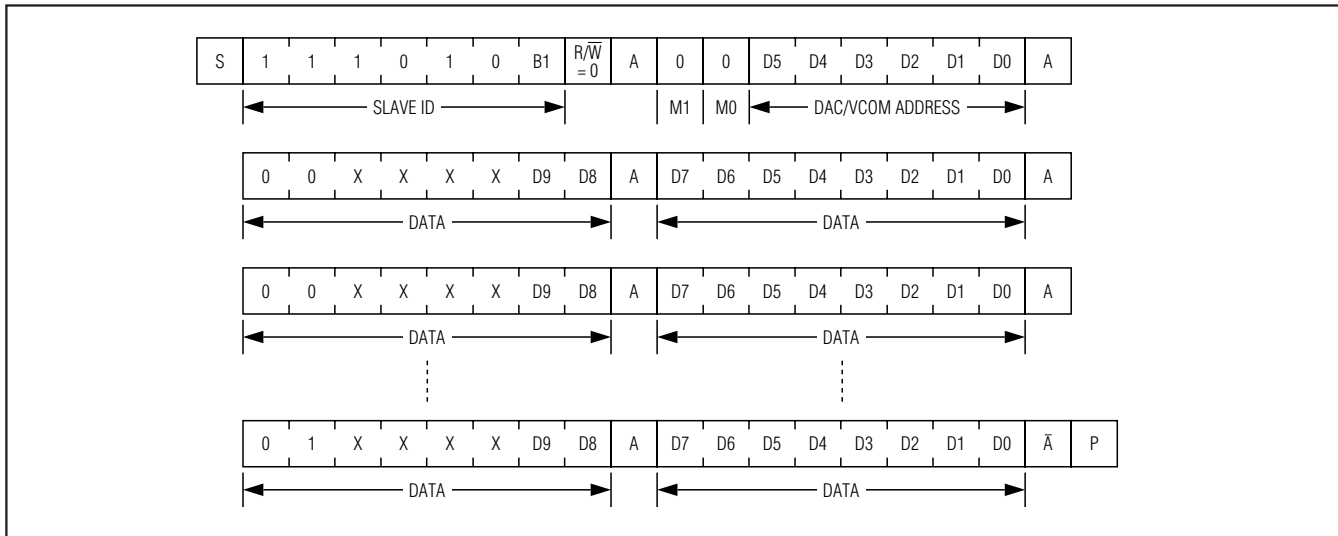 S 1 1 1 0 1 0 B1 R/W̅ = 0 A 0 0 D5 D4 D3 D2 D1 D0 A
SLAVE ID M1 M0 DAC/VCOM ADDRESS
0 0 X X X X D9 D8 A D7 D6 D5 D4 D3 D2 D1 D0 A
DATA DATA
0 0 X X X X D9 D8 A D7 D6 D5 D4 D3 D2 D1 D0 A
DATA DATA
0 1 X X X X D9 D8 A D7 D6 D5 D4 D3 D2 D1 D0 A̅ P
DATA DATA